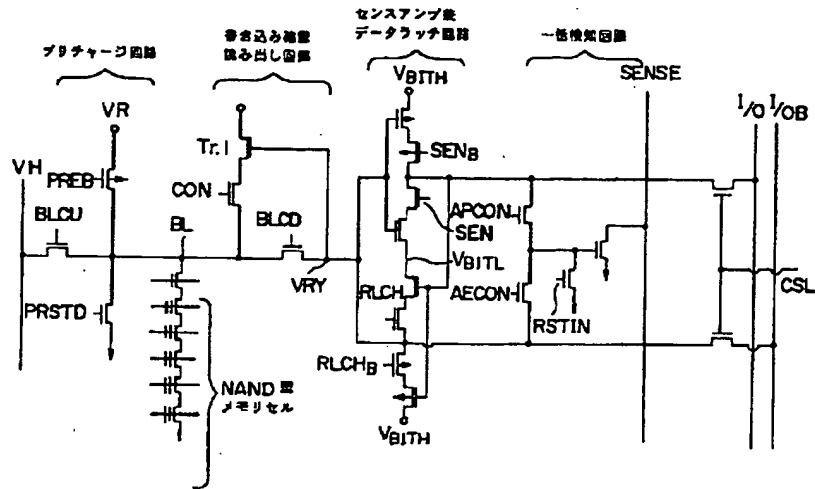 プリチャージ回路
書き込み確認
読み出し回路
センスアンプ兼
データラッチ回路
一括検知回路
SENSE
I/O
I/OB
VBITH
VR
Tr.1
SENB
VH
PREB
CON
APCON
BLCU
BL
BLCD
SEN
VRY
VBITL
CSL
PRSTD
RLCH
AECON
RSTIN
RLCHB
NAND型
メモリセル
VBITH